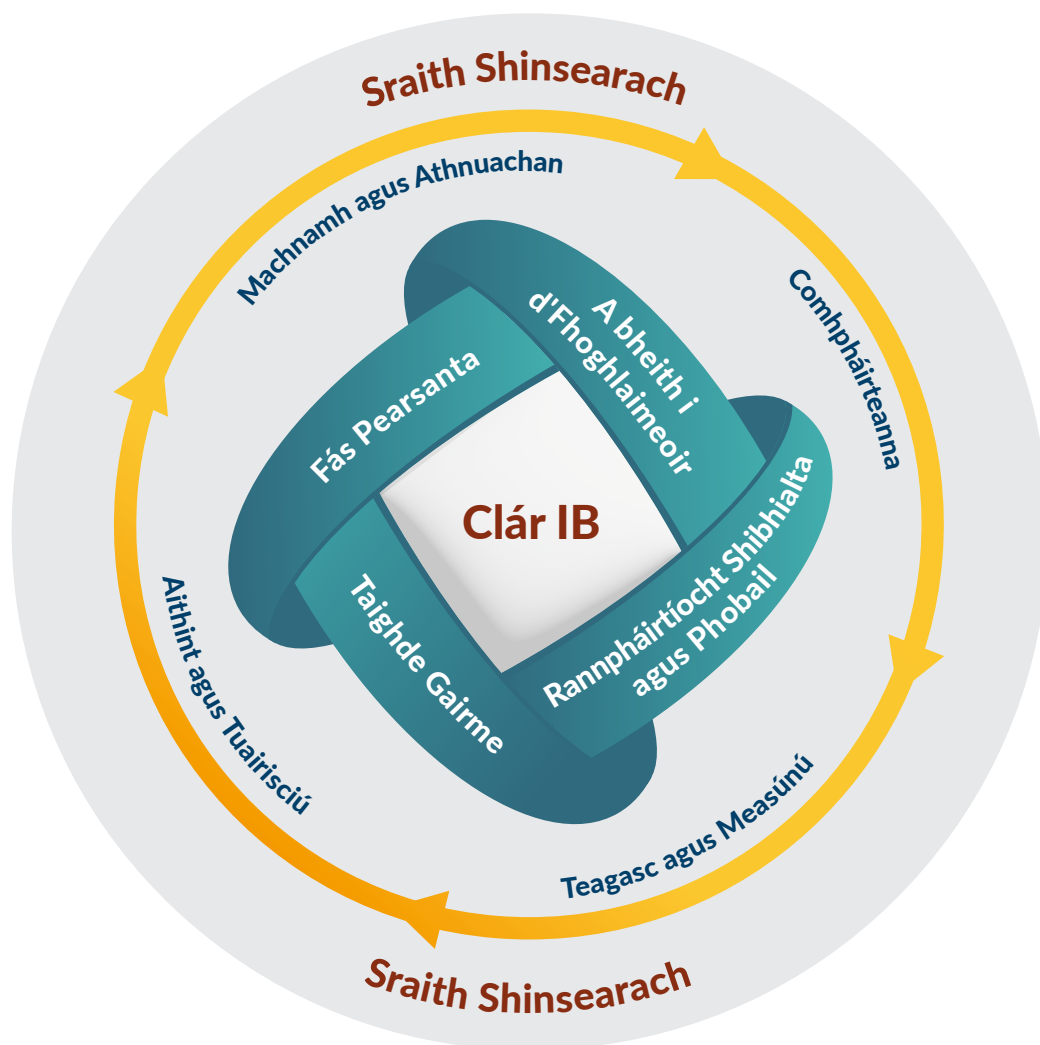 Sraith Shinsearach
Machnamh agus Athnuachan
Comhpháirteanna
A bheith i
d'Fhoghlaimeoir
Fás Pearsanta
Clár IB
Rannpháirtíocht Shibhialta
agus Phobail
Taighde Gairme
Aithint agus Tuairisciú
Teagasc agus Measúnú
Sraith Shinsearach